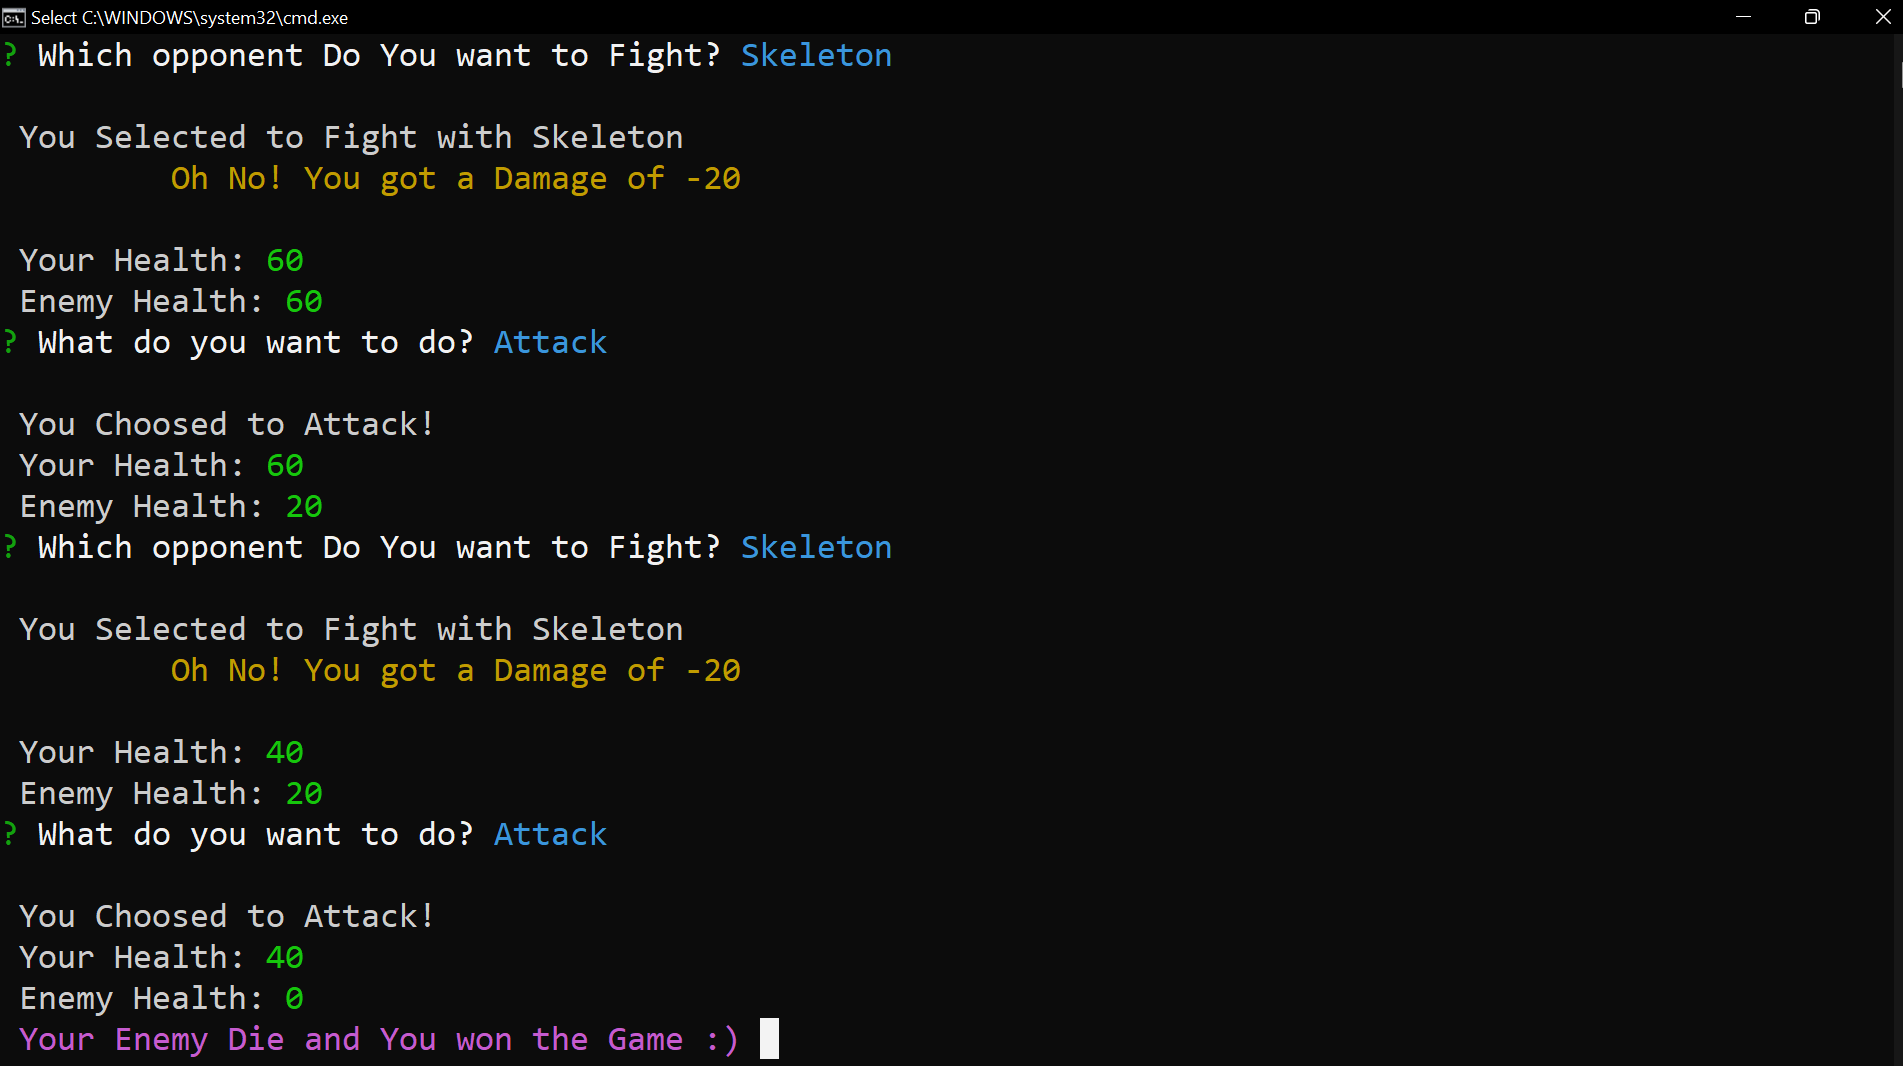 Select C:\WINDOWS\system32\cmd.exe
? Which opponent Do You want to Fight? Skeleton
You Selected to Fight with Skeleton
Oh No! You got a Damage of -20
Your Health: 60
Enemy Health: 60
? What do you want to do? Attack
You Choosed to Attack!
Your Health: 60
Enemy Health: 20
? Which opponent Do You want to Fight? Skeleton
You Selected to Fight with Skeleton
Oh No! You got a Damage of -20
Your Health: 40
Enemy Health: 20
? What do you want to do? Attack
You Choosed to Attack!
Your Health: 40
Enemy Health: 0
Your Enemy Die and You won the Game :)